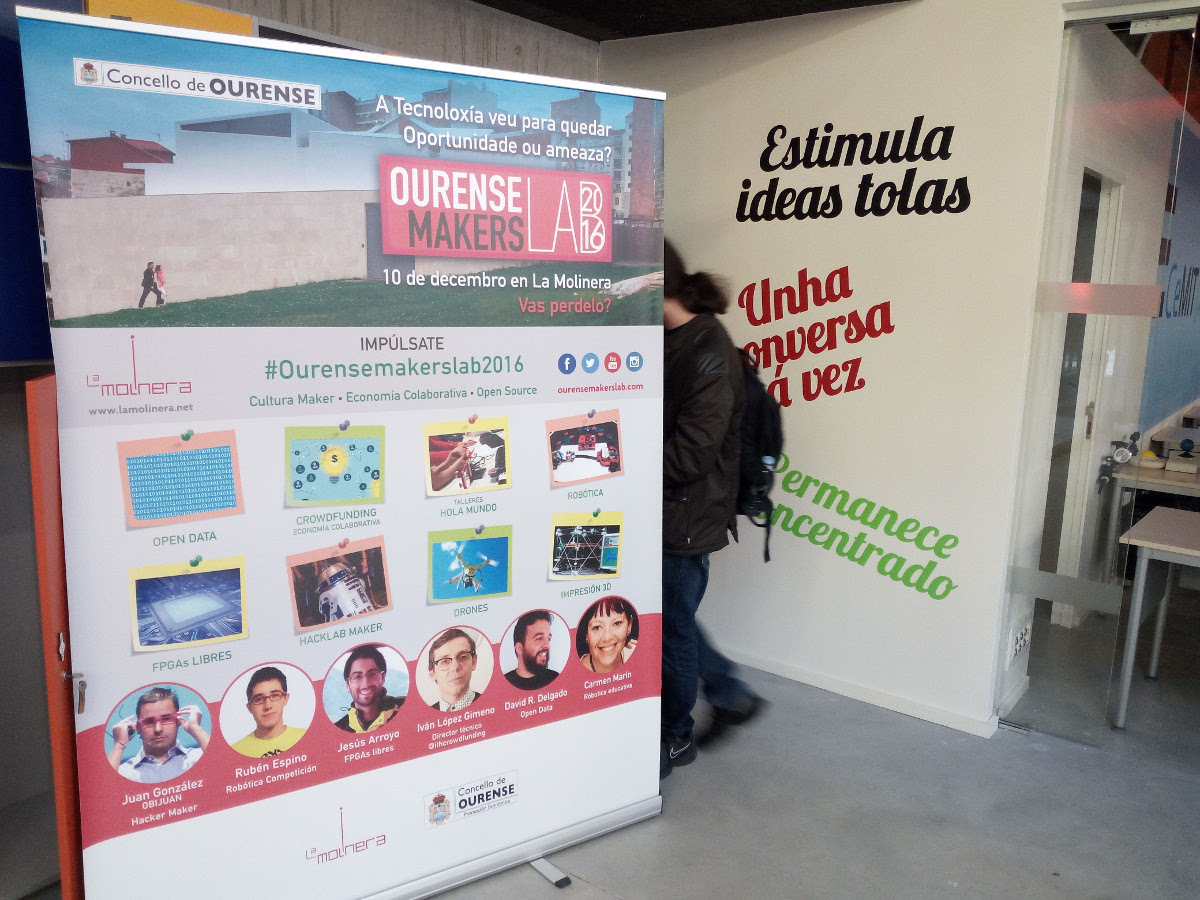 Concello de OURENSE
A Tecnoloxía veu para quedar
Oportunidade ou ameaza?
OURENSE
MAKERS
LAB
2016
10 de decembro en La Molinera
Vas perdelo?
La molinera
www.lamolinera.net
IMPÚLSATE
#Ourensemakerslab2016
Cultura Maker • Economia Colaborativa • Open Source
You
ourensemakerslab.com
OPEN DATA
CROWDFUNDING
ECONOMÍA COLABORATIVA
TALLERES
HOLA MUNDO
ROBÓTICA
FPGAs LIBRES
HACKLAB MAKER
DRONES
IMPRESIÓN 3D
Juan González
OBIJUAN
Hacker Maker
Rubén Espino
Robótica Competición
Jesús Arroyo
FPGAs libres
Iván López Gimeno
Director técnico
@ithcrowdfunding
David R. Delgado
Open Data
Carmen Marín
Robótica educativa
La molinera
Concello de
OURENSE
Estimula
ideas tolas
Unha
onversa
á vez
Permanece
ncentrado
CeMIT